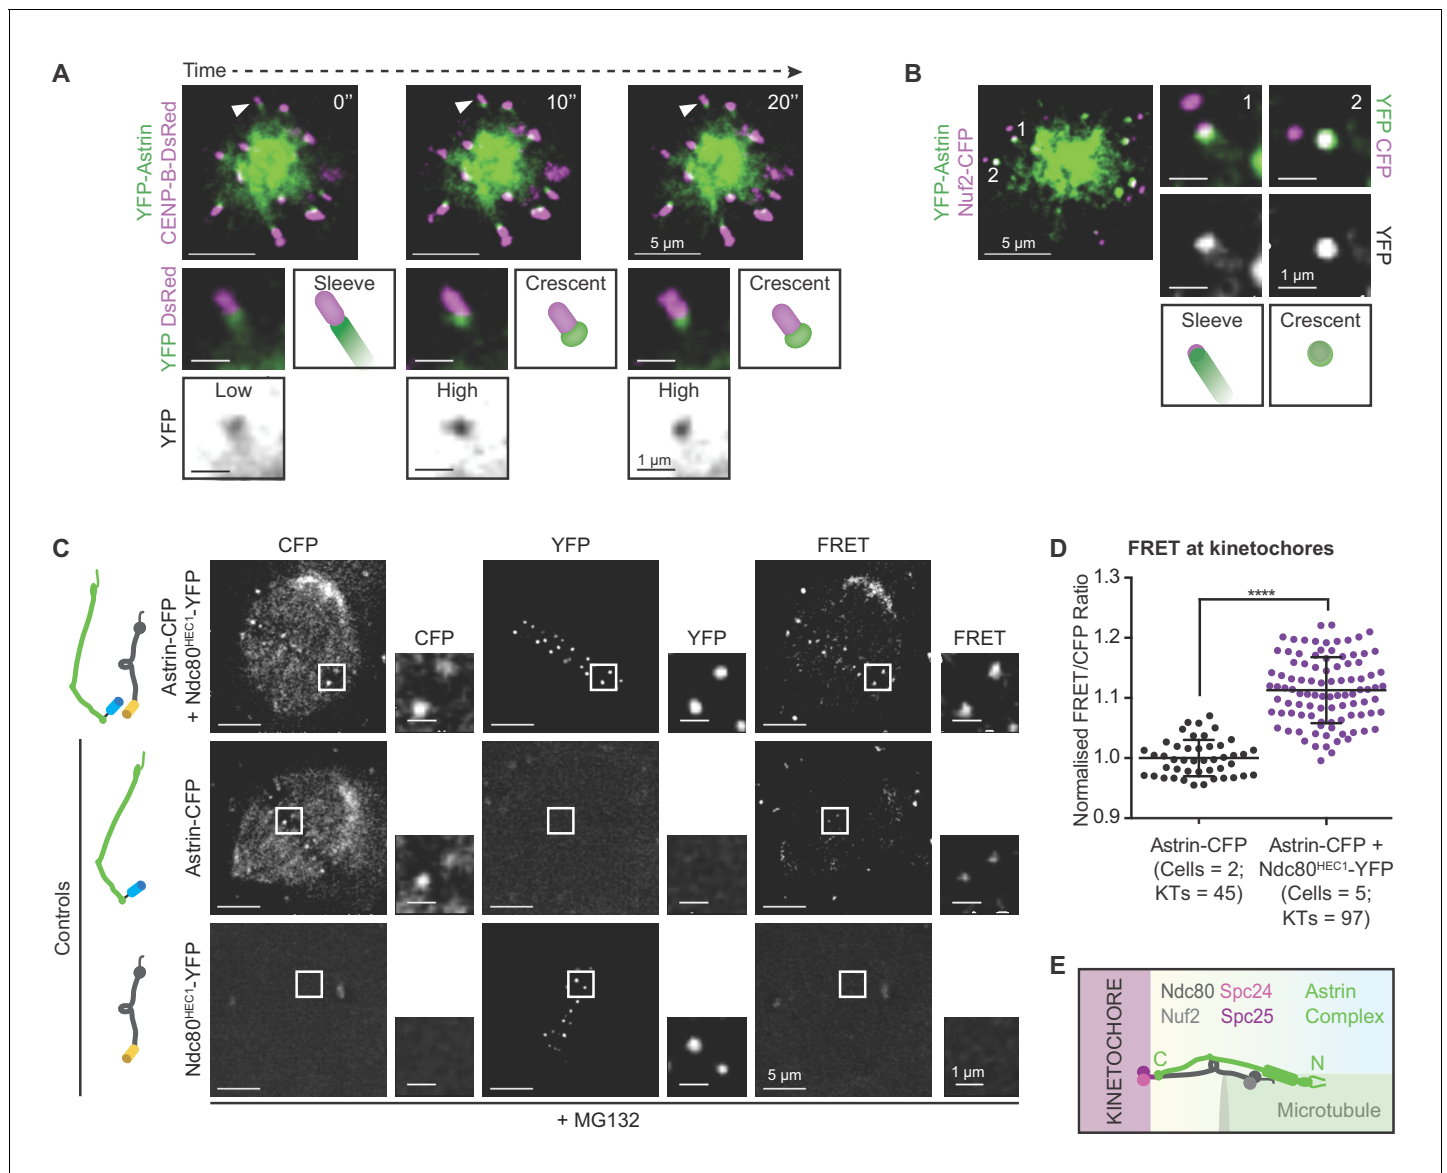 A
Time
YFP-Astrin
CENP-B-DsRed
0’’
10’’
20’’
5 µm
YFP DsRed
Sleeve
Crescent
Crescent
YFP
Low
High
High
1 µm
B
YFP-Astrin
Nuf2-CFP
1
2
5 µm
1
2
YFP CFP
YFP
1 µm
Sleeve
Crescent
C
CFP
YFP
FRET
Astrin-CFP
+ Ndc80HEC1-YFP
CFP
YFP
FRET
Controls
Astrin-CFP
Ndc80HEC1-YFP
5 µm
1 µm
+ MG132
D
FRET at kinetochores
Normalised FRET/CFP Ratio
1.3
1.2
1.1
1.0
0.9
****
Astrin-CFP
(Cells = 2;
KTs = 45)
Astrin-CFP +
Ndc80HEC1-YFP
(Cells = 5;
KTs = 97)
E
KINETOCHORE
Ndc80 Spc24 Astrin
Nuf2 Spc25 Complex
C
N
Microtubule